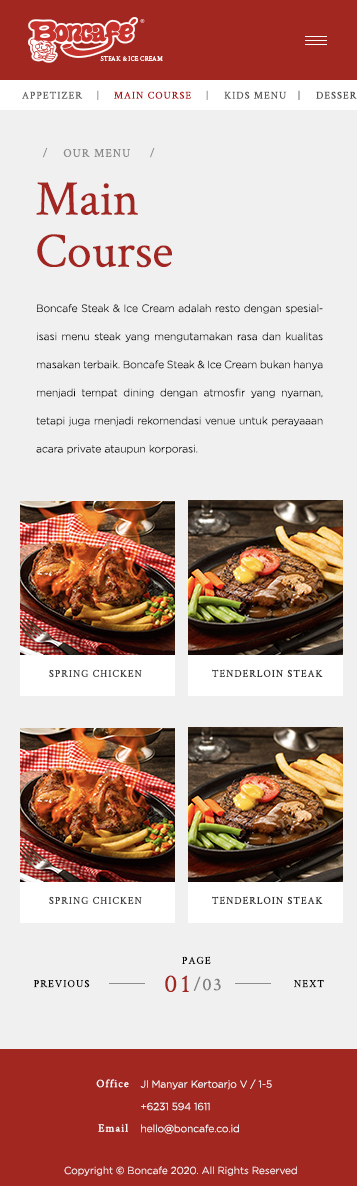 Boncafé®
STEAK & ICE CREAM
APPETIZER | MAIN COURSE | KIDS MENU | DESSER
/ OUR MENU /
Main
Course
Boncafe Steak & Ice Cream adalah resto dengan spesial-
isasi menu steak yang mengutamakan rasa dan kualitas
masakan terbaik. Boncafe Steak & Ice Cream bukan hanya
menjadi tempat dining dengan atmosfir yang nyaman,
tetapi juga menjadi rekomendasi venue untuk perayaaan
acara private ataupun korporasi.
SPRING CHICKEN TENDERLOIN STEAK
SPRING CHICKEN TENDERLOIN STEAK
PAGE
PREVIOUS 01/03 NEXT
Office Jl Manyar Kertoarjo V / 1-5
+6231 594 1611
Email hello@boncafe.co.id
Copyright © Boncafe 2020. All Rights Reserved